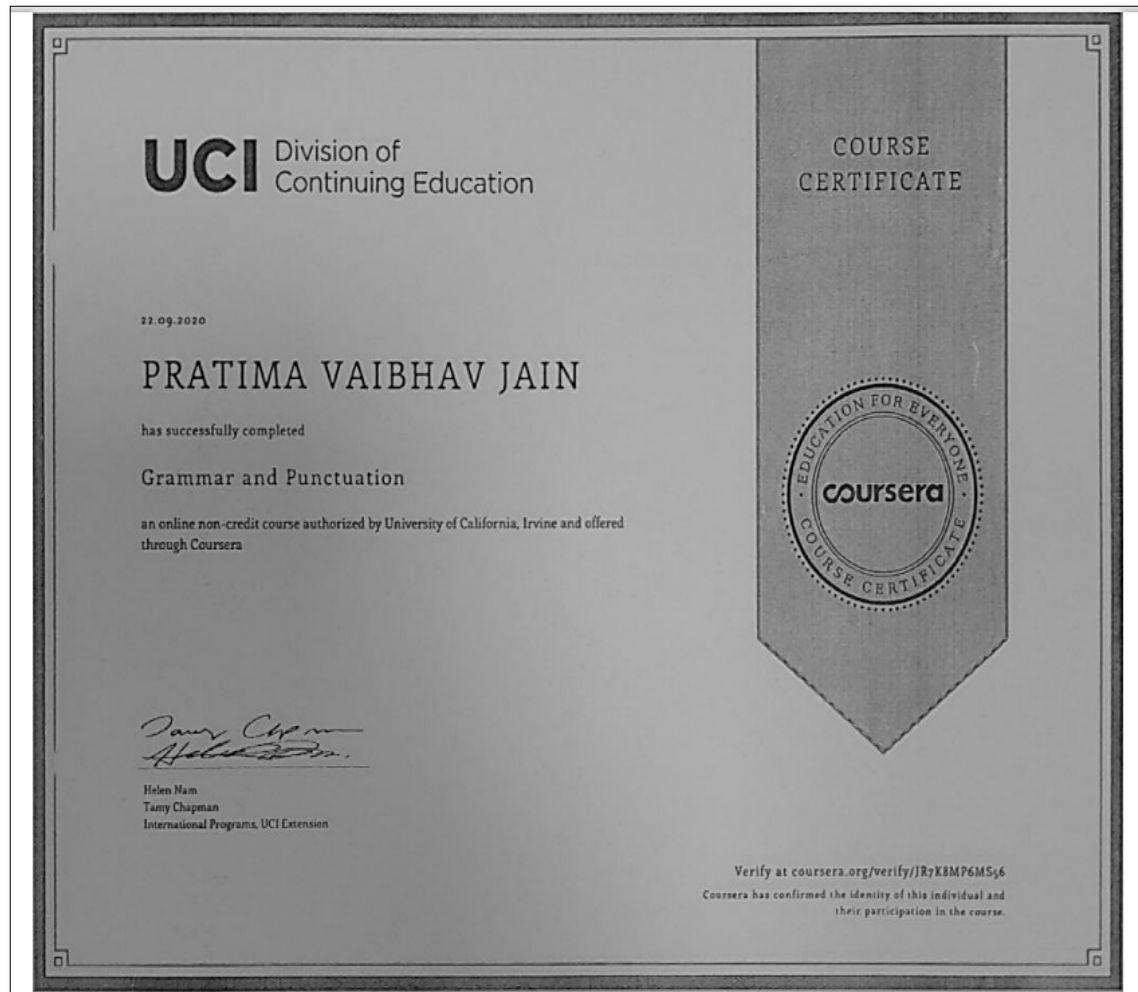 UCI Division of
Continuing Education
COURSE
CERTIFICATE
22.09.2020
PRATIMA VAIBHAV JAIN
has successfully completed
Grammar and Punctuation
an online non-credit course authorized by University of California, Irvine and offered
through Coursera
EDUCATION FOR EVERYONE
coursera
COURSE CERTIFICATE
Helen Nam
Tamy Chapman
International Programs, UCI Extension
Verify at coursera.org/verify/JR7K8MP6MS56
Coursera has confirmed the identity of this individual and
their participation in the course.